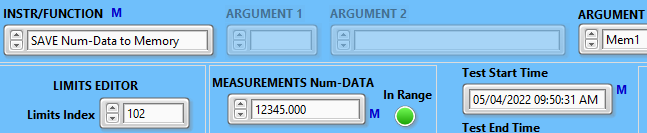 INSTR/FUNCTION M ARGUMENT 1 ARGUMENT 2 ARGUMENT
SAVE Num-Data to Memory Mem1
LIMITS EDITOR MEASUREMENTS Num-DATA In Range Test Start Time
Limits Index 102 12345.000 M 05/04/2022 09:50:31 AM M
Test End Time